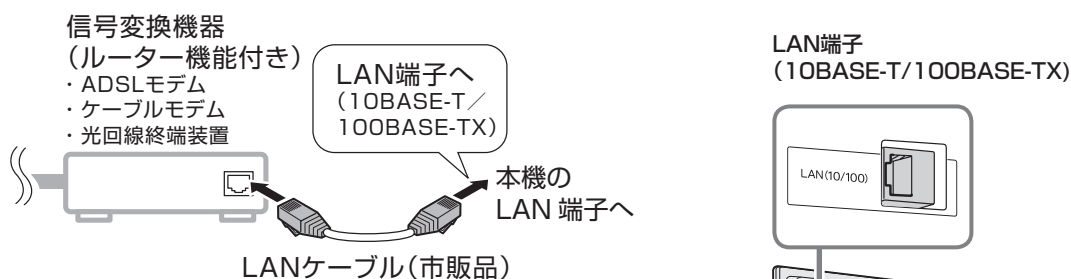 信号変換機器
（ルーター機能付き）
・ADSLモデム
・ケーブルモデム
・光回線終端装置
LAN端子へ
（10BASE-T／
100BASE-TX）
本機の
LAN 端子へ
LANケーブル（市販品）
LAN端子
（10BASE-T/100BASE-TX）
LAN(10/100)